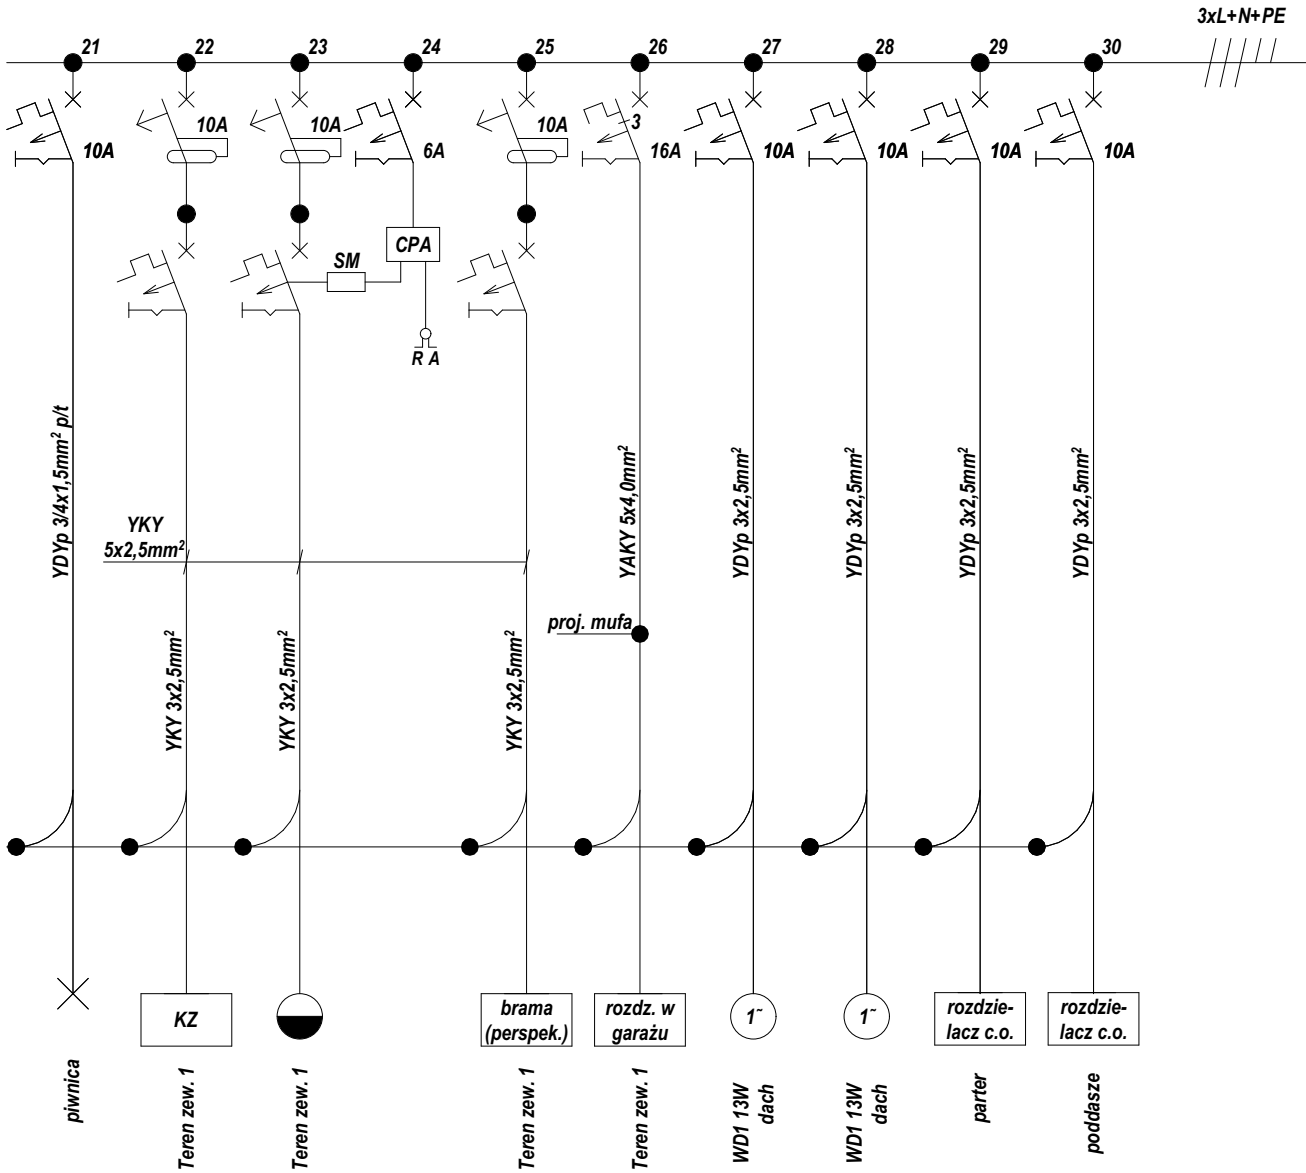 3xL+N+PE
21
22
23
24
25
26
27
28
29
30
10A
10A
10A
6A
10A
3
16A
10A
10A
10A
10A
CPA
SM
R A
YDYp 3/4x1,5mm² p/t
YKY
5x2,5mm²
YAKY 5x4,0mm²
YDYp 3x2,5mm²
YDYp 3x2,5mm²
YDYp 3x2,5mm²
YDYp 3x2,5mm²
proj. mufa
YKY 3x2,5mm²
YKY 3x2,5mm²
YKY 3x2,5mm²
KZ
brama
(perspek.)
rozdz. w
garażu
1~
1~
rozdzie-
lacz c.o.
rozdzie-
lacz c.o.
piwnica
Teren zew. 1
Teren zew. 1
Teren zew. 1
Teren zew. 1
WD1 13W
dach
WD1 13W
dach
parter
poddasze